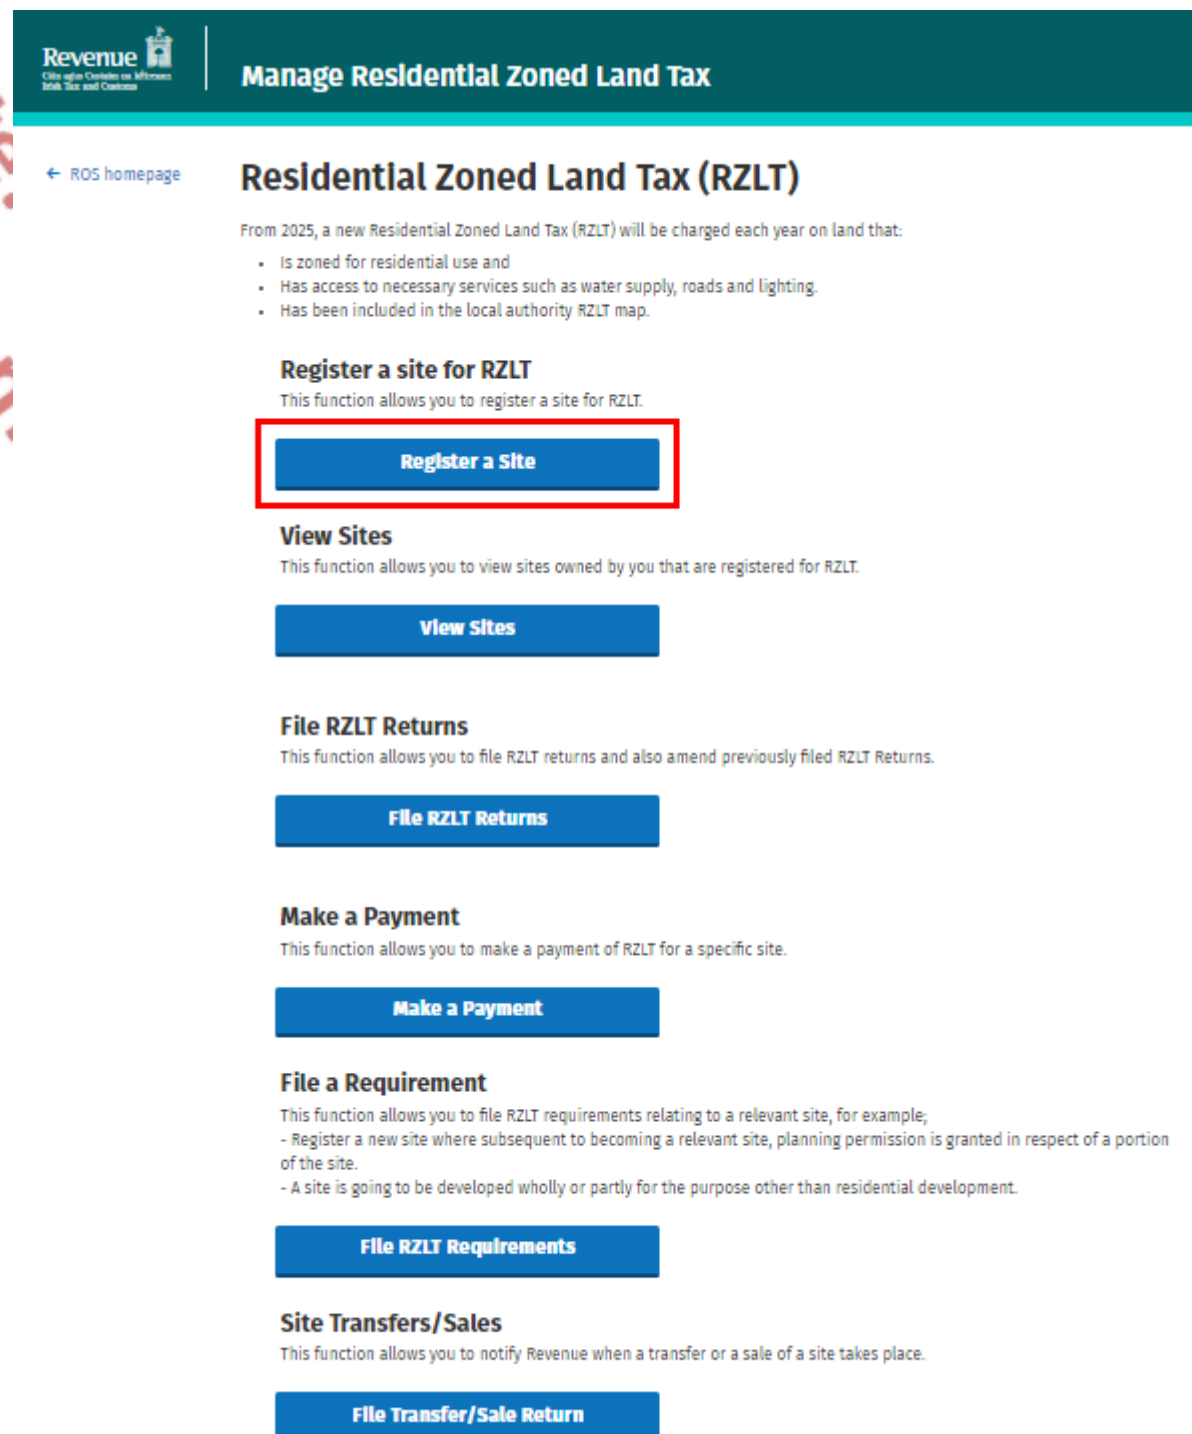 Revenue
Cáin agus Custaim na hÉireann
Irish Tax and Customs
Manage Residential Zoned Land Tax
← ROS homepage
Residential Zoned Land Tax (RZLT)
From 2025, a new Residential Zoned Land Tax (RZLT) will be charged each year on land that:
• Is zoned for residential use and
• Has access to necessary services such as water supply, roads and lighting.
• Has been included in the local authority RZLT map.
Register a site for RZLT
This function allows you to register a site for RZLT.
Register a Site
View Sites
This function allows you to view sites owned by you that are registered for RZLT.
View Sites
File RZLT Returns
This function allows you to file RZLT returns and also amend previously filed RZLT Returns.
File RZLT Returns
Make a Payment
This function allows you to make a payment of RZLT for a specific site.
Make a Payment
File a Requirement
This function allows you to file RZLT requirements relating to a relevant site, for example;
- Register a new site where subsequent to becoming a relevant site, planning permission is granted in respect of a portion
of the site.
- A site is going to be developed wholly or partly for the purpose other than residential development.
File RZLT Requirements
Site Transfers/Sales
This function allows you to notify Revenue when a transfer or a sale of a site takes place.
File Transfer/Sale Return